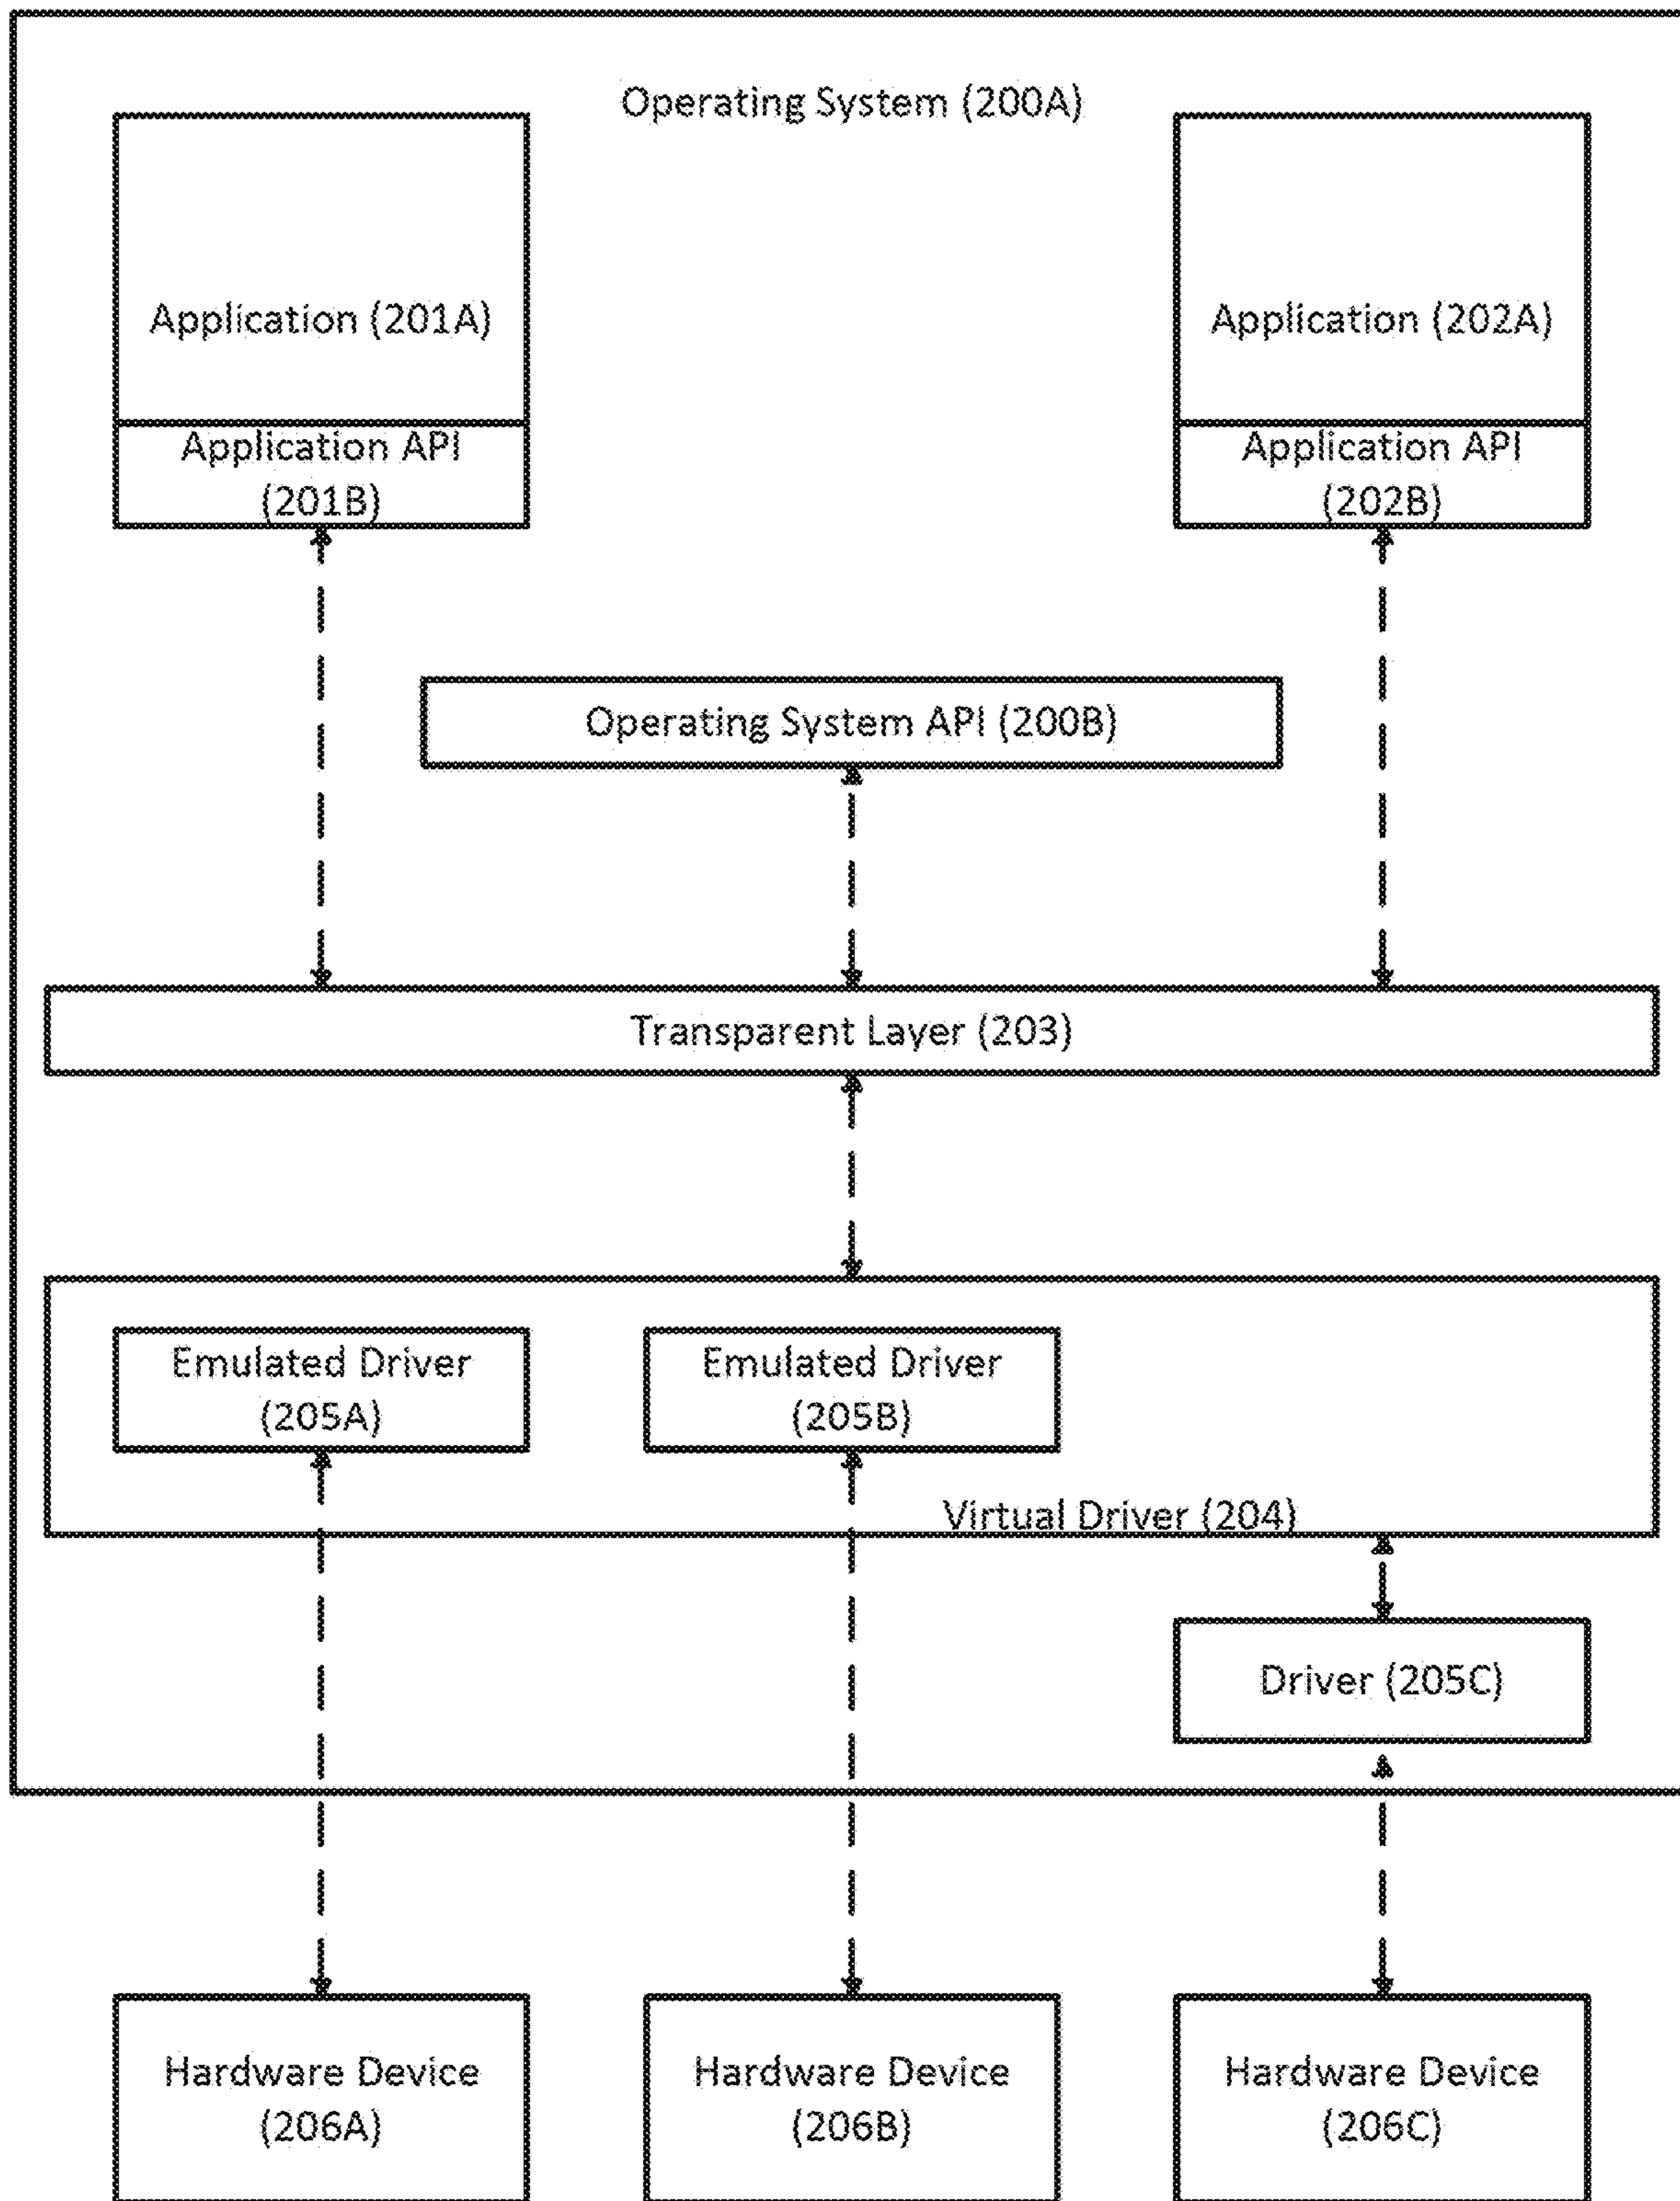 Operating System (200A)
Application (201A)
Application (202A)
Application API
(201B)
Application API
(202B)
Operating System API (200B)
Transparent Layer (203)
Emulated Driver
(205A)
Emulated Driver
(205B)
Virtual Driver (204)
Driver (205C)
Hardware Device
(206A)
Hardware Device
(206B)
Hardware Device
(206C)